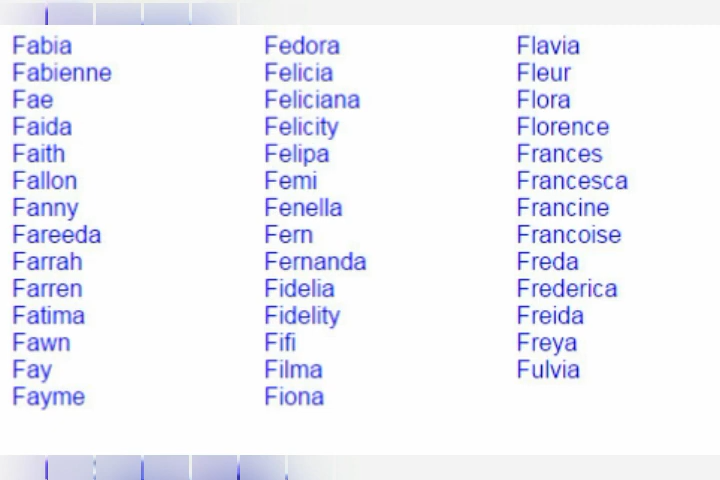 Fabia
Fabienne
Fae
Faida
Faith
Fallon
Fanny
Fareeda
Farrah
Farren
Fatima
Fawn
Fay
Fayme
Fedora
Felicia
Feliciana
Felicity
Felipa
Femi
Fenella
Fern
Fernanda
Fidelia
Fidelity
Fifi
Filma
Fiona
Flavia
Fleur
Flora
Florence
Frances
Francesca
Francine
Francoise
Freda
Frederica
Freida
Freya
Fulvia